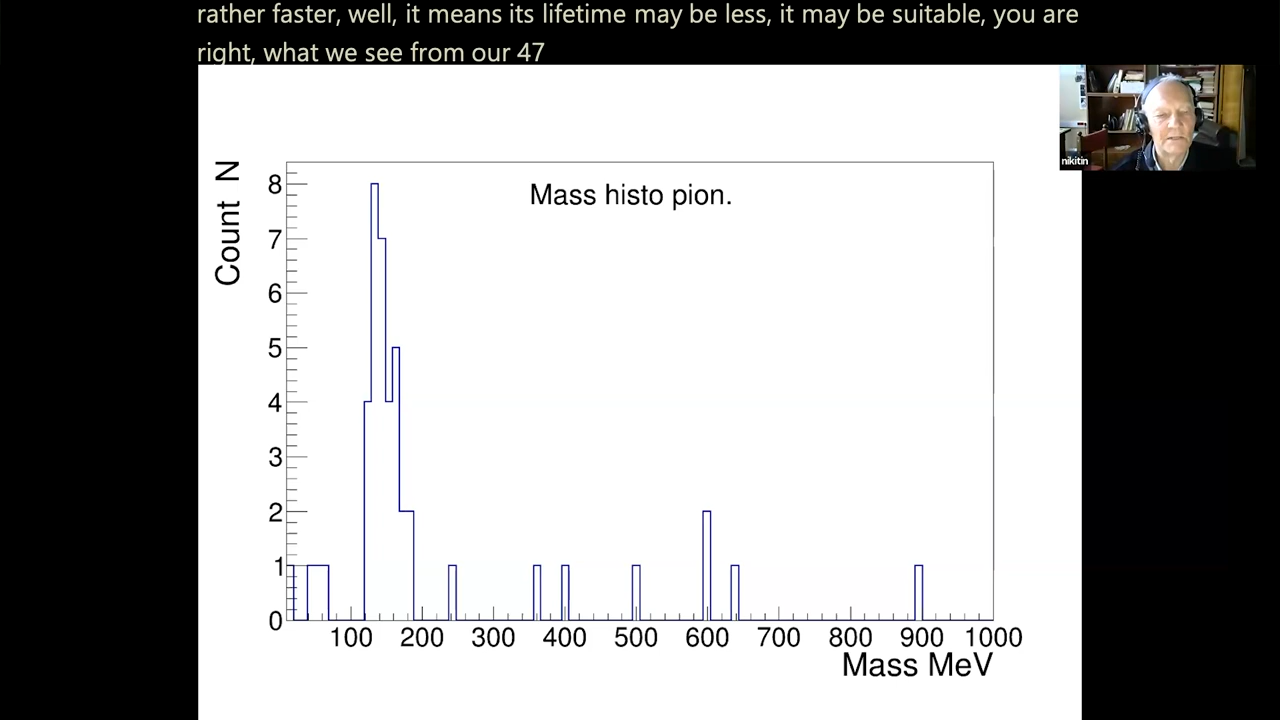 rather faster, well, it means its lifetime may be less, it may be suitable, you are
right, what we see from our 47
nikitin
Mass histo pion.
Count N
8
7
6
5
4
3
2
1
0
100 200 300 400 500 600 700 800 900 1000
Mass MeV